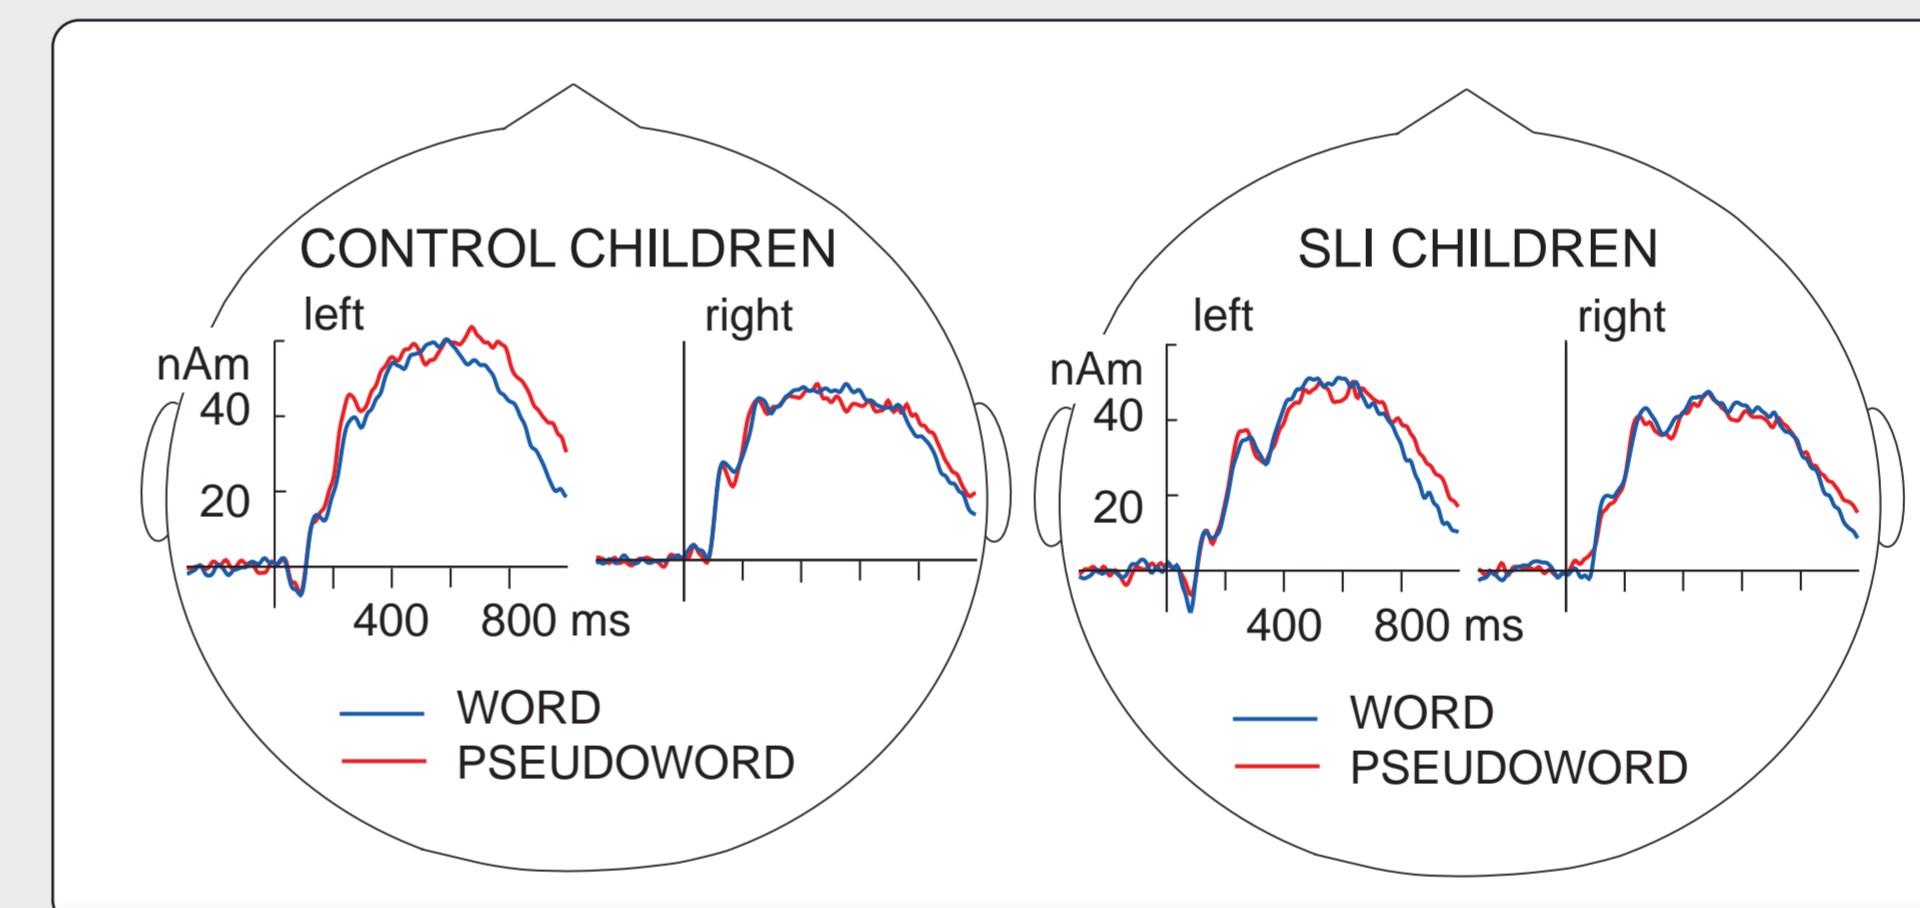 CONTROL CHILDREN
left
right
nAm
40
20
400
800 ms
WORD
PSEUDOWORD
SLI CHILDREN
left
right
nAm
40
20
400
800 ms
WORD
PSEUDOWORD